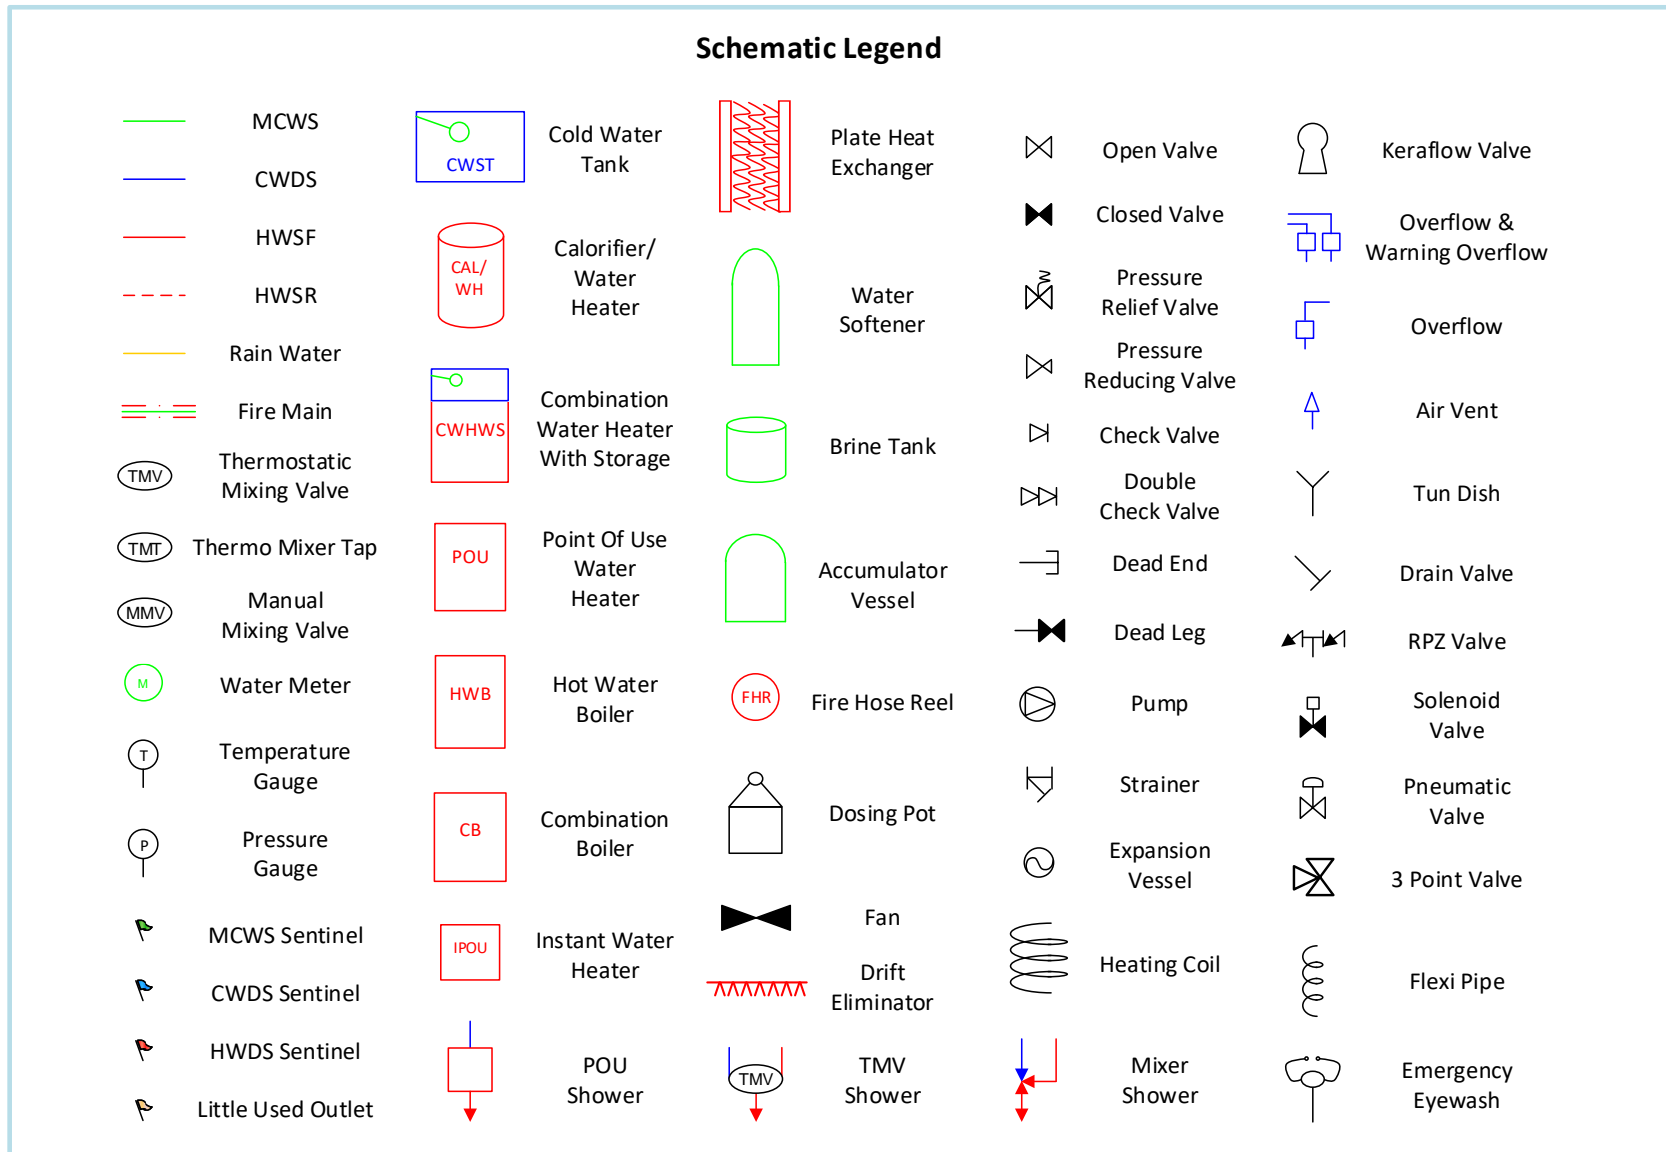 Schematic Legend
MCWS
CWDS
HWSF
HWSR
Rain Water
Fire Main
TMV
Thermostatic
Mixing Valve
TMT
Thermo Mixer Tap
MMV
Manual
Mixing Valve
M
Water Meter
T
Temperature
Gauge
P
Pressure
Gauge
MCWS Sentinel
CWDS Sentinel
HWDS Sentinel
Little Used Outlet
CWST
Cold Water
Tank
CAL/
WH
Calorifier/
Water
Heater
CWHWS
Combination
Water Heater
With Storage
POU
Point Of Use
Water
Heater
HWB
Hot Water
Boiler
CB
Combination
Boiler
IPOU
Instant Water
Heater
POU
Shower
Plate Heat
Exchanger
Water
Softener
Brine Tank
Accumulator
Vessel
FHR
Fire Hose Reel
Dosing Pot
Fan
Drift
Eliminator
TMV
TMV
Shower
Open Valve
Closed Valve
Pressure
Relief Valve
Pressure
Reducing Valve
Check Valve
Double
Check Valve
Dead End
Dead Leg
Pump
Strainer
Expansion
Vessel
Heating Coil
Mixer
Shower
Keraflow Valve
Overflow &
Warning Overflow
Overflow
Air Vent
Tun Dish
Drain Valve
RPZ Valve
Solenoid
Valve
Pneumatic
Valve
3 Point Valve
Flexi Pipe
Emergency
Eyewash